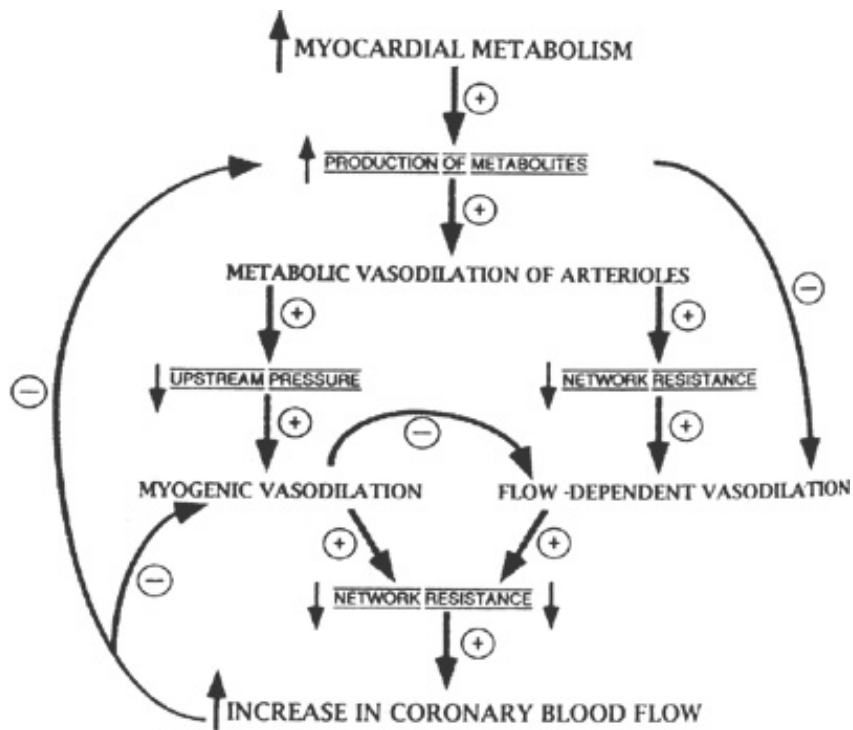 MYOCARDIAL METABOLISM
+
PRODUCTION OF METABOLITES
+
METABOLIC VASODILATION OF ARTERIOLES
−
+
+
UPSTREAM PRESSURE
NETWORK RESISTANCE
−
+
−
+
MYOGENIC VASODILATION
FLOW -DEPENDENT VASODILATION
+
+
−
NETWORK RESISTANCE
+
INCREASE IN CORONARY BLOOD FLOW